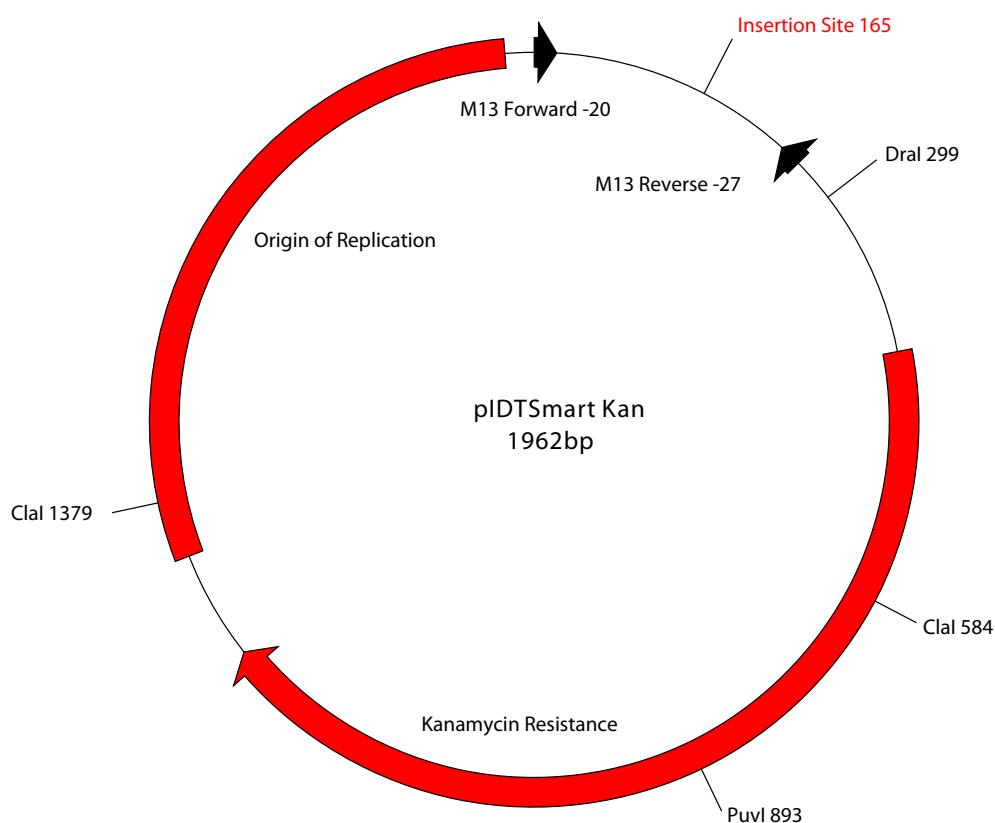 Insertion Site 165
M13 Forward -20
DraI 299
M13 Reverse -27
Origin of Replication
pIDTSmart Kan
1962bp
ClaI 1379
ClaI 584
Kanamycin Resistance
PuvI 893